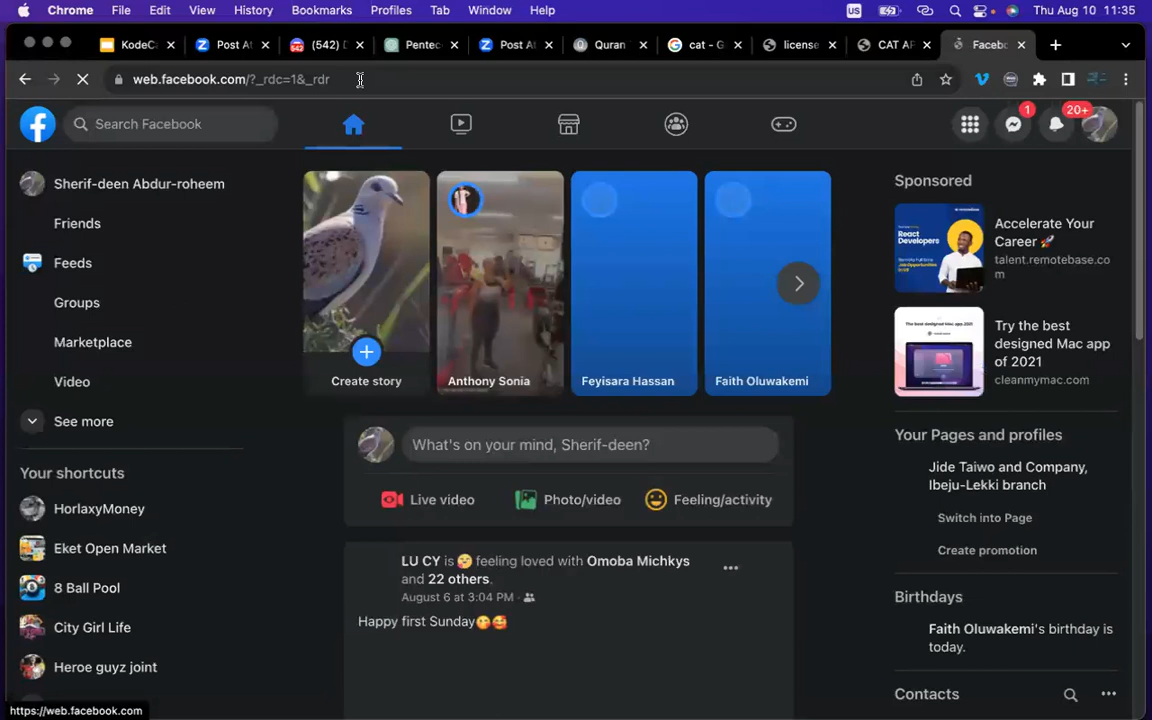 Chrome File Edit View History Bookmarks Profiles Tab Window Help US Thu Aug 10 11:35
KodeCa Post At (542) D Pentec Post At Quran cat - G license CAT AP Facebo
web.facebook.com/?_rdc=1&_rdr
Search Facebook
1
20+
Sherif-deen Abdur-roheem
Friends
Feeds
Groups
Marketplace
Video
See more
Your shortcuts
HorlaxyMoney
Eket Open Market
8 Ball Pool
City Girl Life
Heroe guyz joint
https://web.facebook.com
Create story
Anthony Sonia
Feyisara Hassan
Faith Oluwakemi
What's on your mind, Sherif-deen?
Live video
Photo/video
Feeling/activity
LU CY is feeling loved with Omoba Michkys
and 22 others.
August 6 at 3:04 PM ·
Happy first Sunday
Sponsored
React
Developers
Accelerate Your
Career
talent.remotebase.co
m
Try the best
designed Mac app
of 2021
cleanmymac.com
Your Pages and profiles
Jide Taiwo and Company,
Ibeju-Lekki branch
Switch into Page
Create promotion
Birthdays
Faith Oluwakemi's birthday is
today.
Contacts